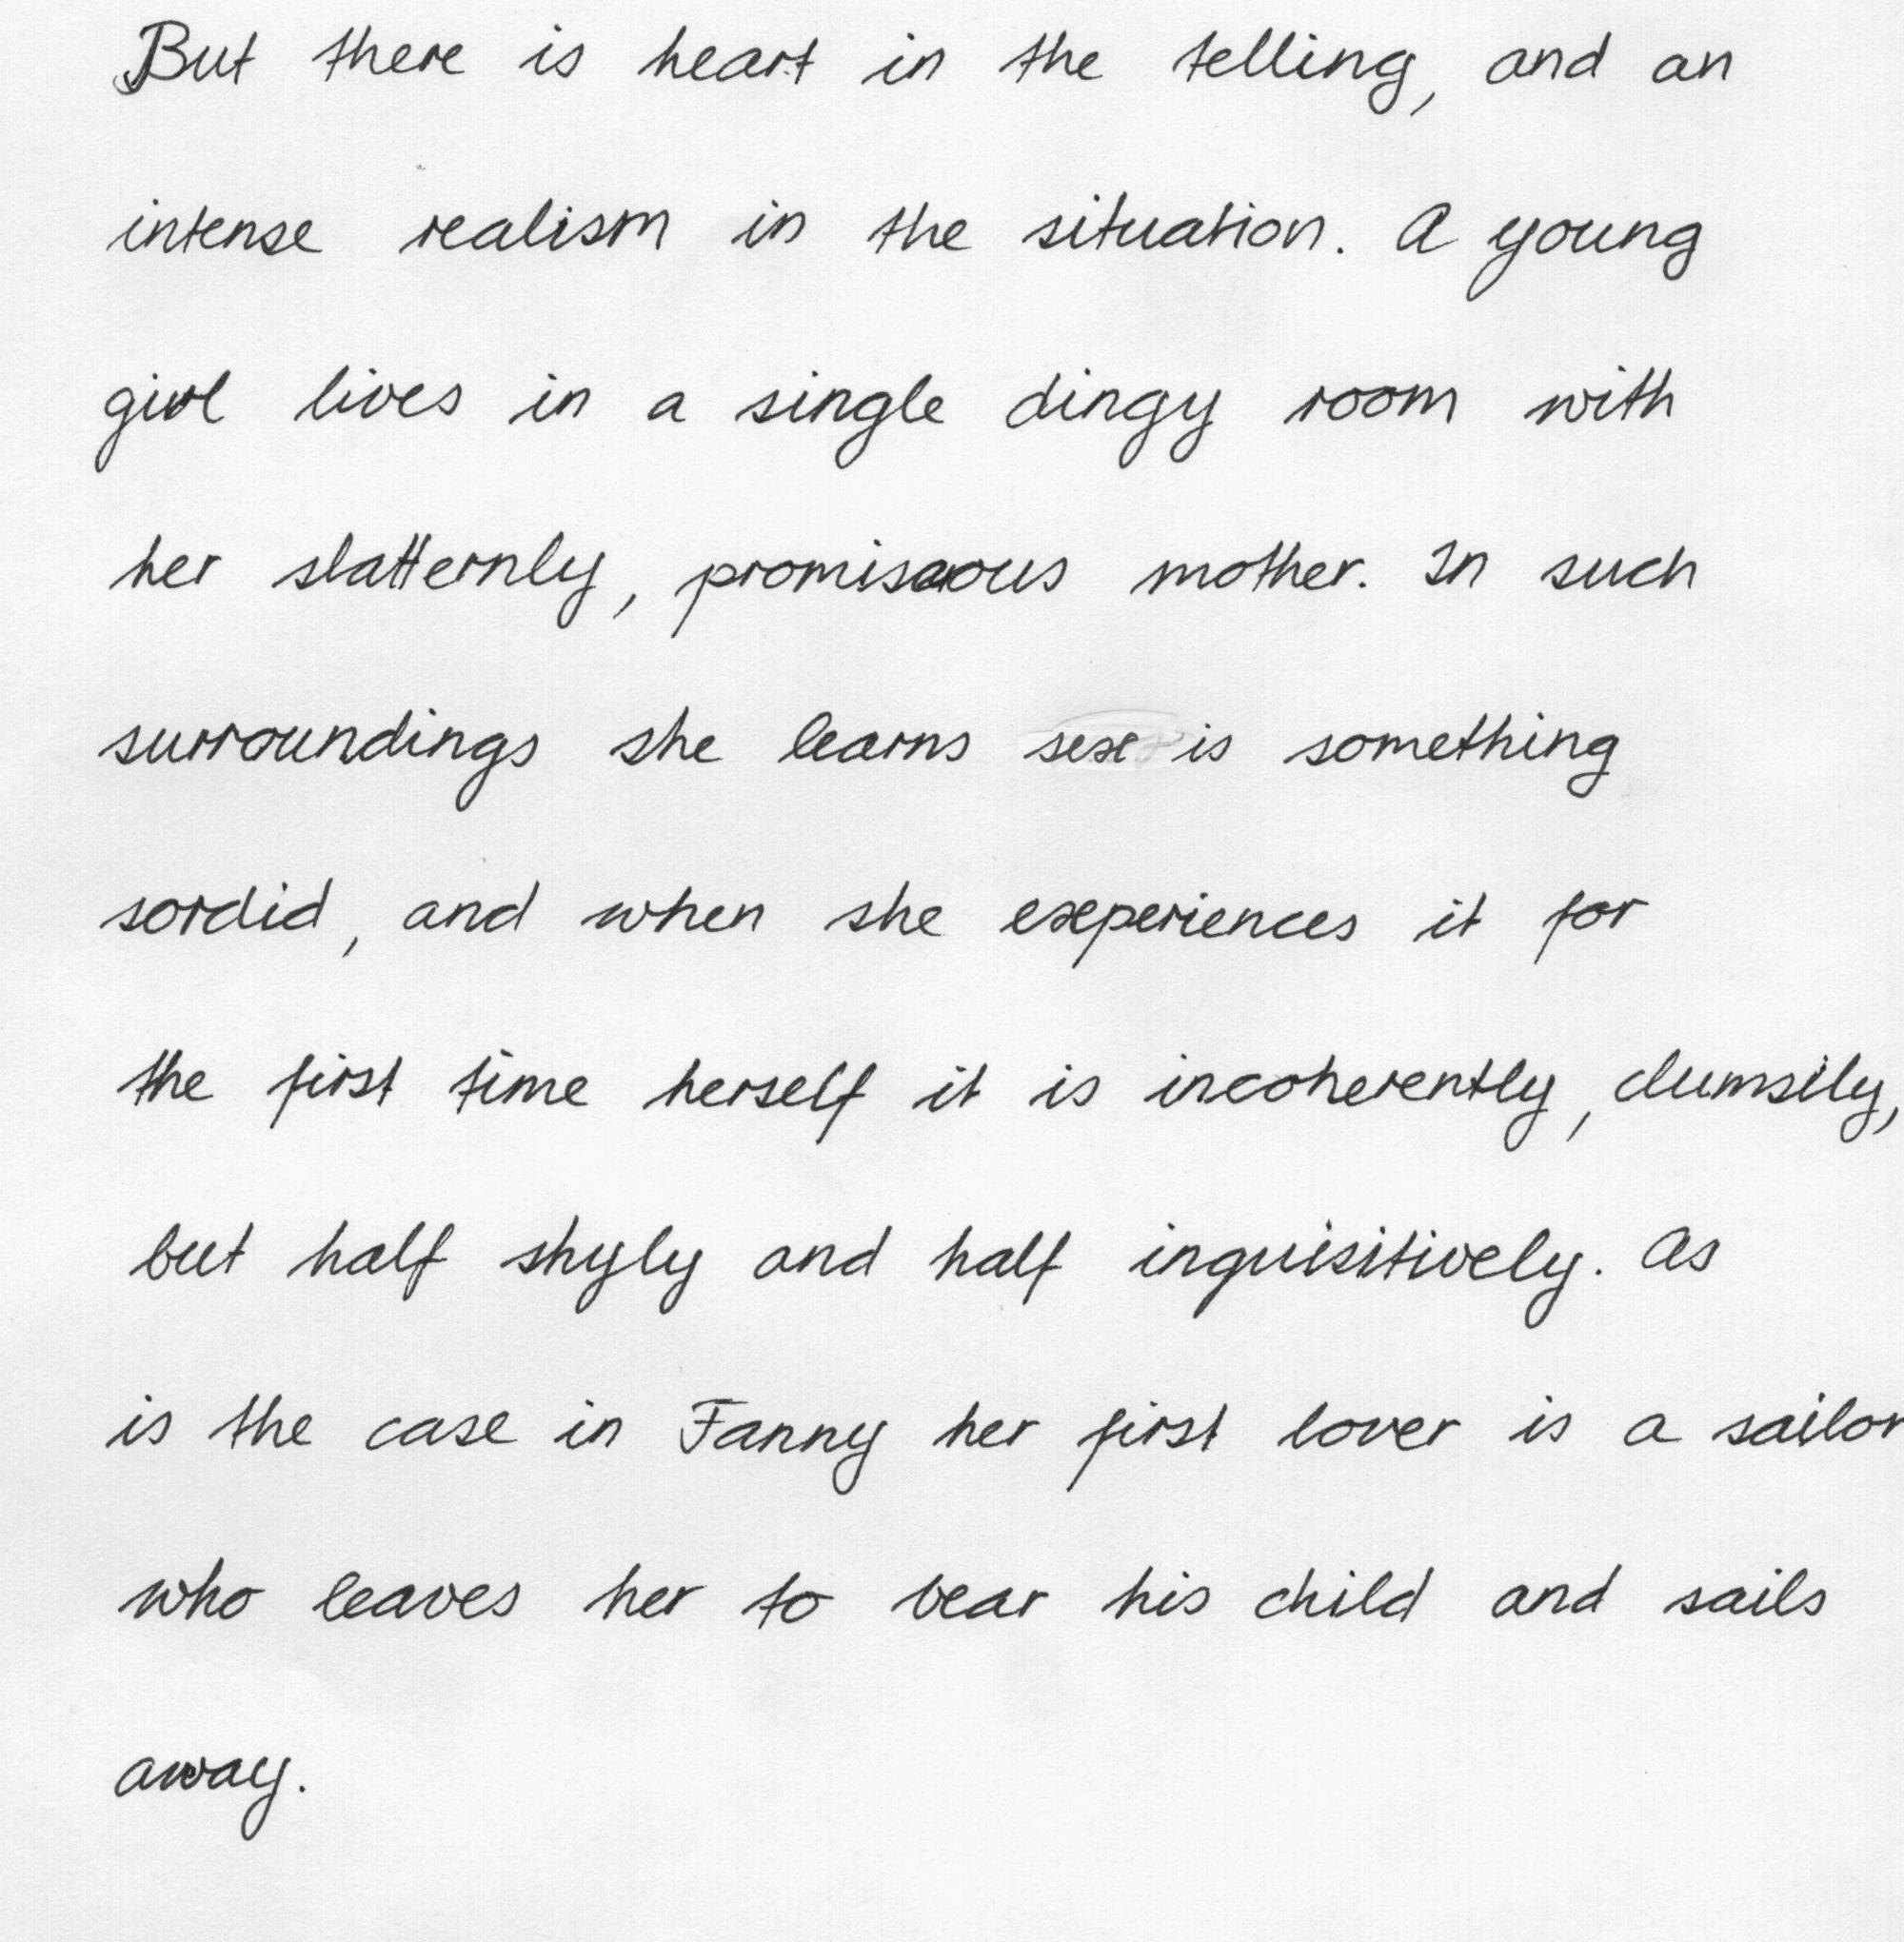 But there is heart in the telling, and an
intense realism in the situation. A young
girl lives in a single dingy room with
her slatternly, promiscuous mother. In such
surroundings she learns sex is something
sordid, and when she experiences it for
the first time herself it is incoherently, clumsily,
but half shyly and half inquisitively. As
is the case in Fanny her first lover is a sailor
who leaves her to bear his child and sails
away.